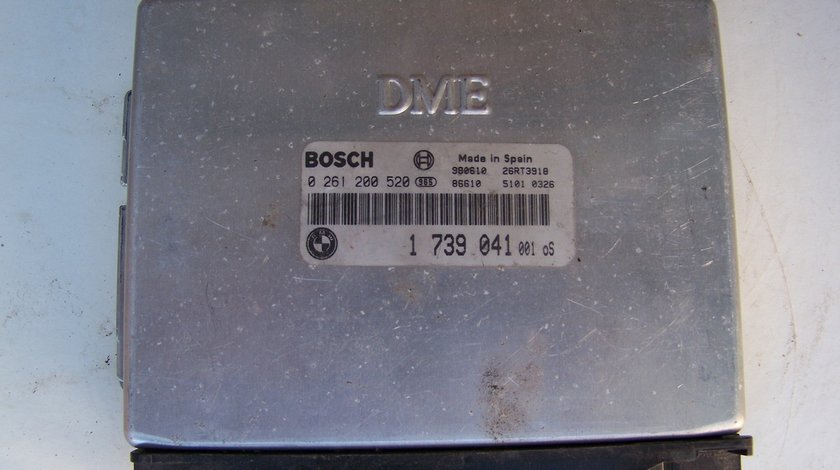 DME
BOSCH Made in Spain
980610 26RT3918
0 261 200 520 965 86610 5101 0326
1 739 041 001 oS